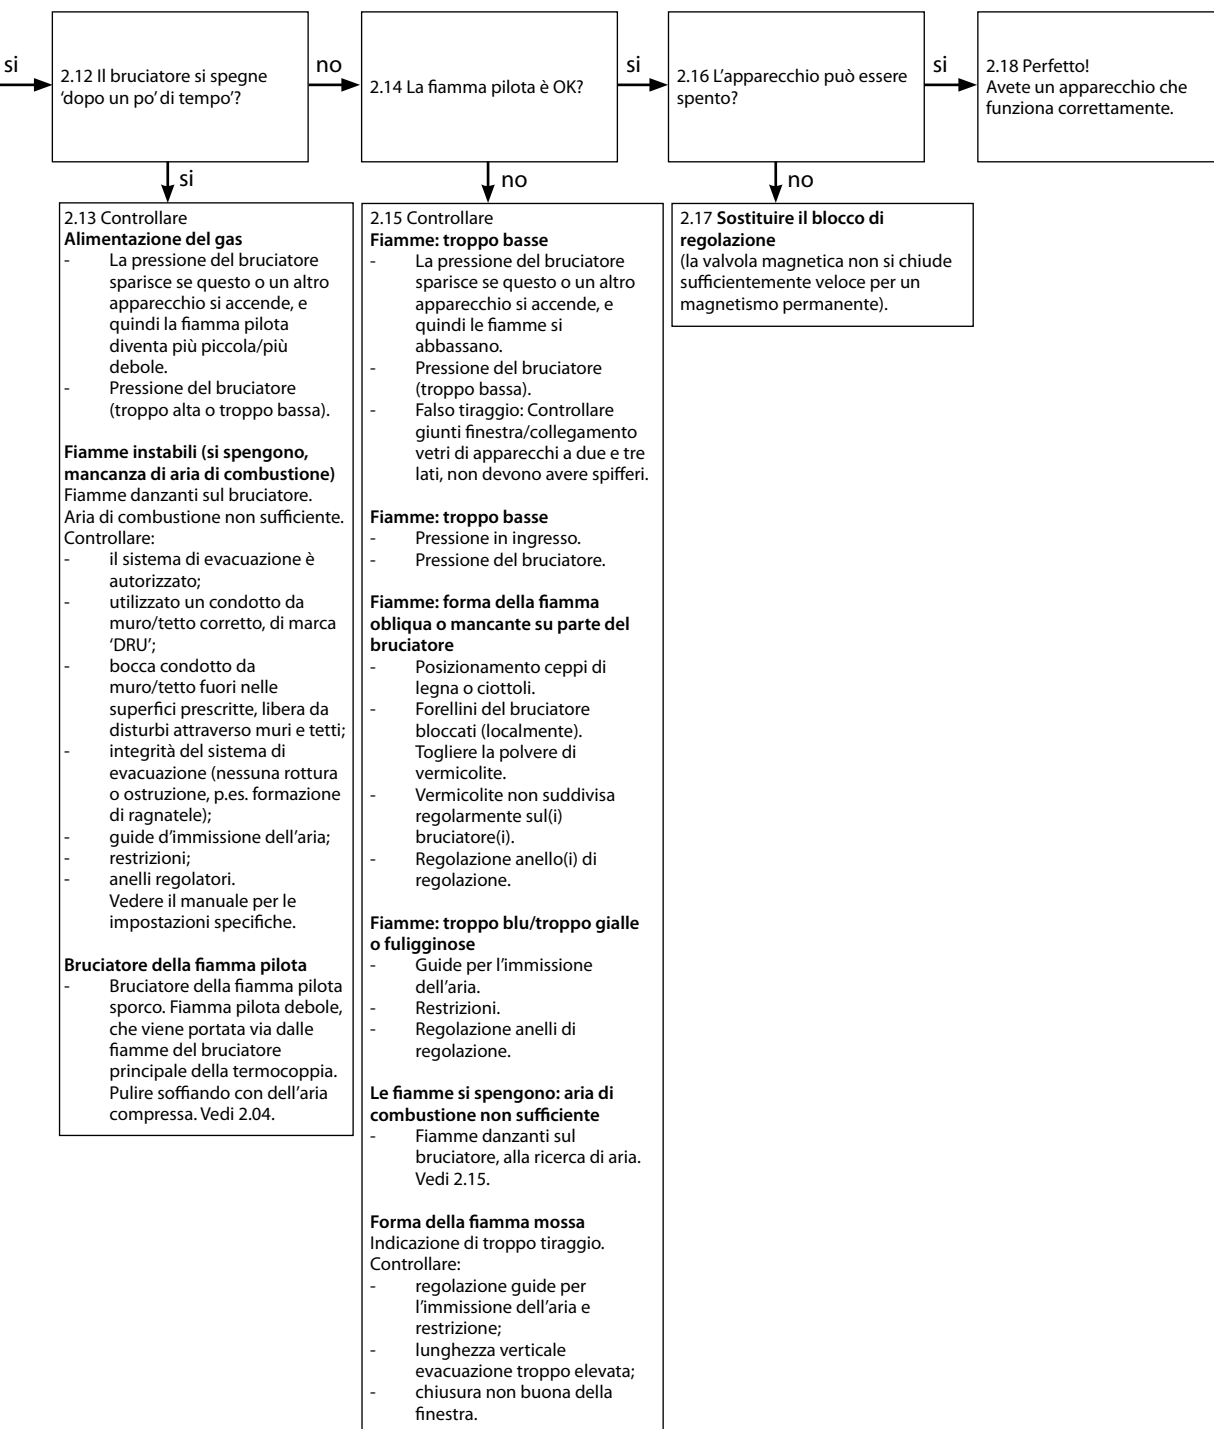 si
2.12 Il bruciatore si spegne
‘dopo un po’ di tempo’?
no
2.14 La fiamma pilota è OK?
si
2.16 L’apparecchio può essere
spento?
si
2.18 Perfetto!
Avete un apparecchio che
funziona correttamente.
si
no
no
2.13 Controllare
Alimentazione del gas
- La pressione del bruciatore
sparisce se questo o un altro
apparecchio si accende, e
quindi la fiamma pilota
diventa più piccola/più
debole.
- Pressione del bruciatore
(troppo alta o troppo bassa).
Fiamme instabili (si spengono,
mancanza di aria di combustione)
Fiamme danzanti sul bruciatore.
Aria di combustione non sufficiente.
Controllare:
- il sistema di evacuazione è
autorizzato;
- utilizzato un condotto da
muro/tetto corretto, di marca
‘DRU’;
- bocca condotto da
muro/tetto fuori nelle
superfici prescritte, libera da
disturbi attraverso muri e tetti;
- integrità del sistema di
evacuazione (nessuna rottura
o ostruzione, p.es. formazione
di ragnatele);
- guide d’immissione dell’aria;
- restrizioni;
- anelli regolatori.
Vedere il manuale per le
impostazioni specifiche.
Bruciatore della fiamma pilota
- Bruciatore della fiamma pilota
sporco. Fiamma pilota debole,
che viene portata via dalle
fiamme del bruciatore
principale della termocoppia.
Pulire soffiando con dell’aria
compressa. Vedi 2.04.
2.15 Controllare
Fiamme: troppo basse
- La pressione del bruciatore
sparisce se questo o un altro
apparecchio si accende, e
quindi le fiamme si
abbassano.
- Pressione del bruciatore
(troppo bassa).
- Falso tiraggio: Controllare
giunti finestra/collegamento
vetri di apparecchi a due e tre
lati, non devono avere spifferi.
Fiamme: troppo basse
- Pressione in ingresso.
- Pressione del bruciatore.
Fiamme: forma della fiamma
obliqua o mancante su parte del
bruciatore
- Posizionamento ceppi di
legna o ciottoli.
- Forellini del bruciatore
bloccati (localmente).
Togliere la polvere di
vermicolite.
- Vermicolite non suddivisa
regolarmente sul(i)
bruciatore(i).
- Regolazione anello(i) di
regolazione.
Fiamme: troppo blu/troppo gialle
o fuligginose
- Guide per l’immissione
dell’aria.
- Restrizioni.
- Regolazione anelli di
regolazione.
Le fiamme si spengono: aria di
combustione non sufficiente
- Fiamme danzanti sul
bruciatore, alla ricerca di aria.
Vedi 2.15.
Forma della fiamma mossa
Indicazione di troppo tiraggio.
Controllare:
- regolazione guide per
l’immissione dell’aria e
restrizione;
- lunghezza verticale
evacuazione troppo elevata;
- chiusura non buona della
finestra.
2.17 Sostituire il blocco di
regolazione
(la valvola magnetica non si chiude
sufficientemente veloce per un
magnetismo permanente).